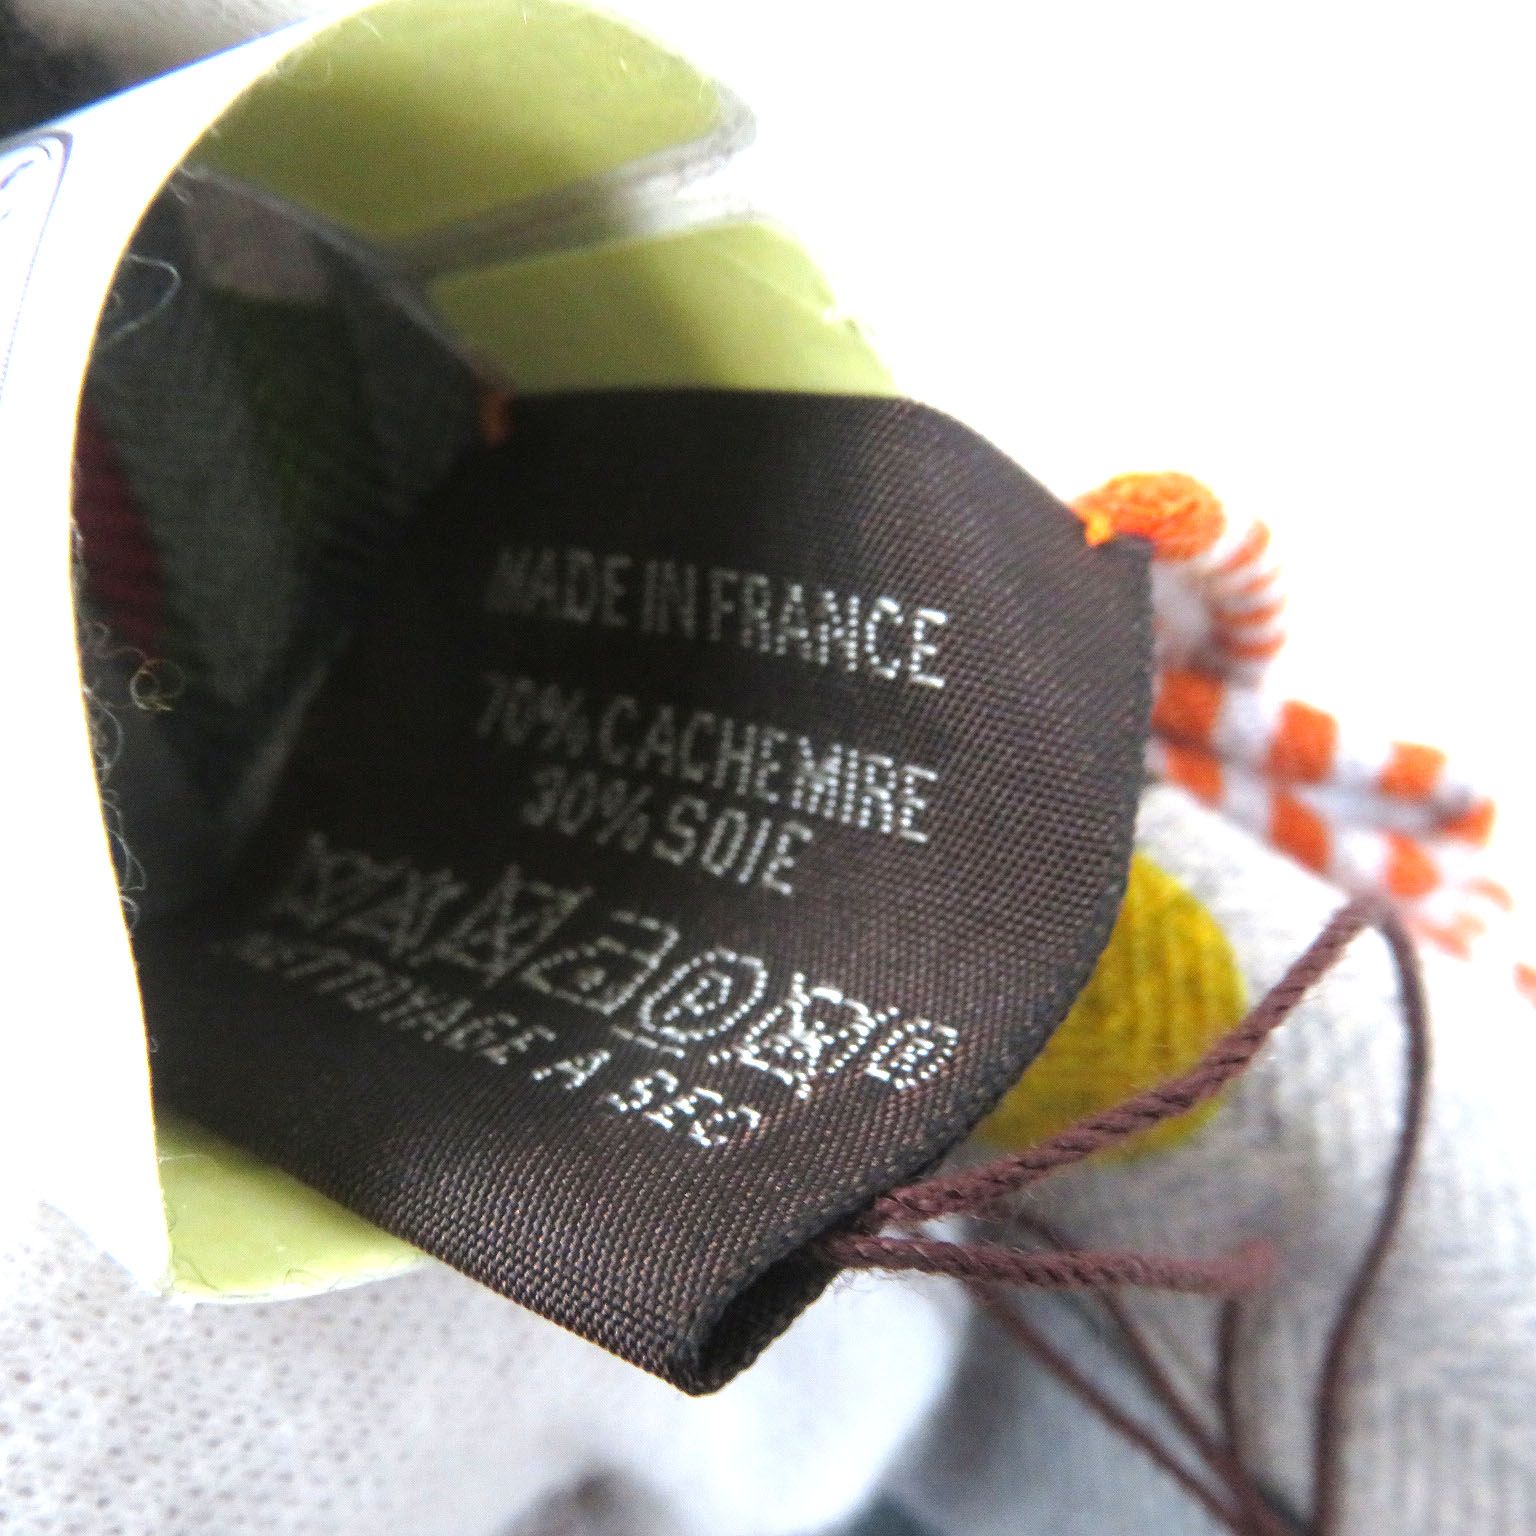 MADE IN FRANCE
70% CACHEMIRE
30% SOIE
NETTOYAGE A SEC